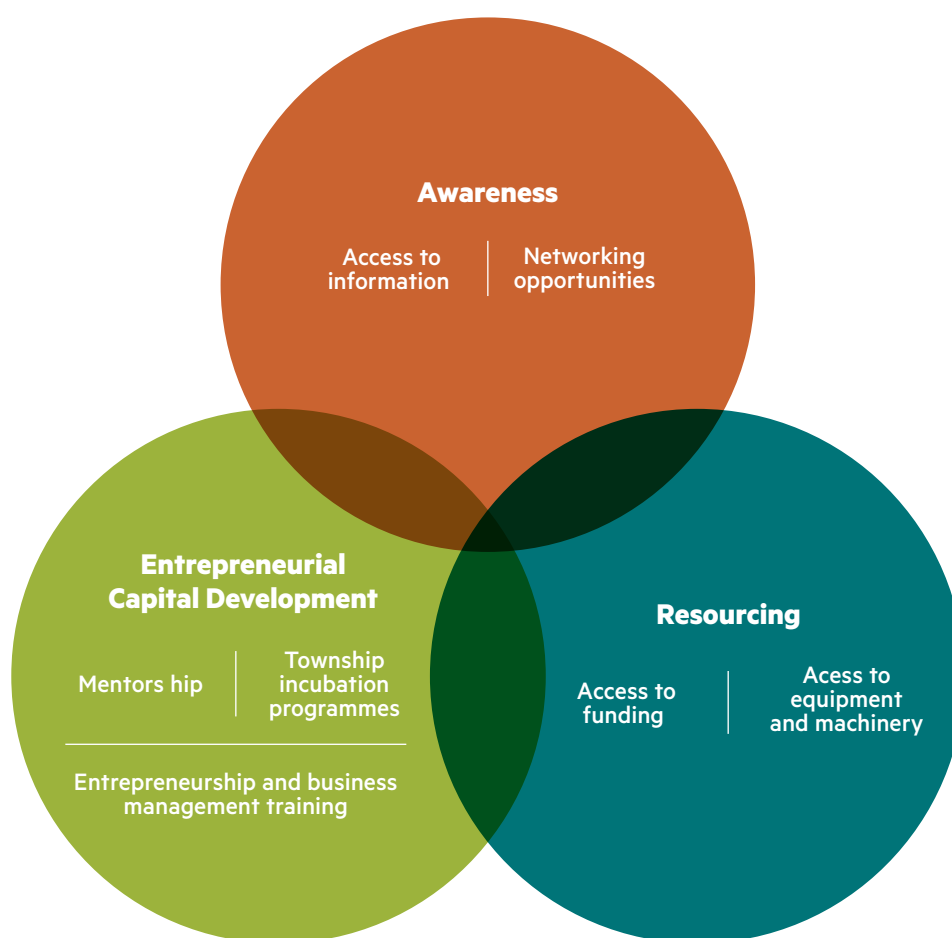 Awareness
Access to
information
Networking
opportunities
Entrepreneurial
Capital Development
Mentors hip
Township
incubation
programmes
Entrepreneurship and business
management training
Resourcing
Access to
funding
Acess to
equipment
and machinery